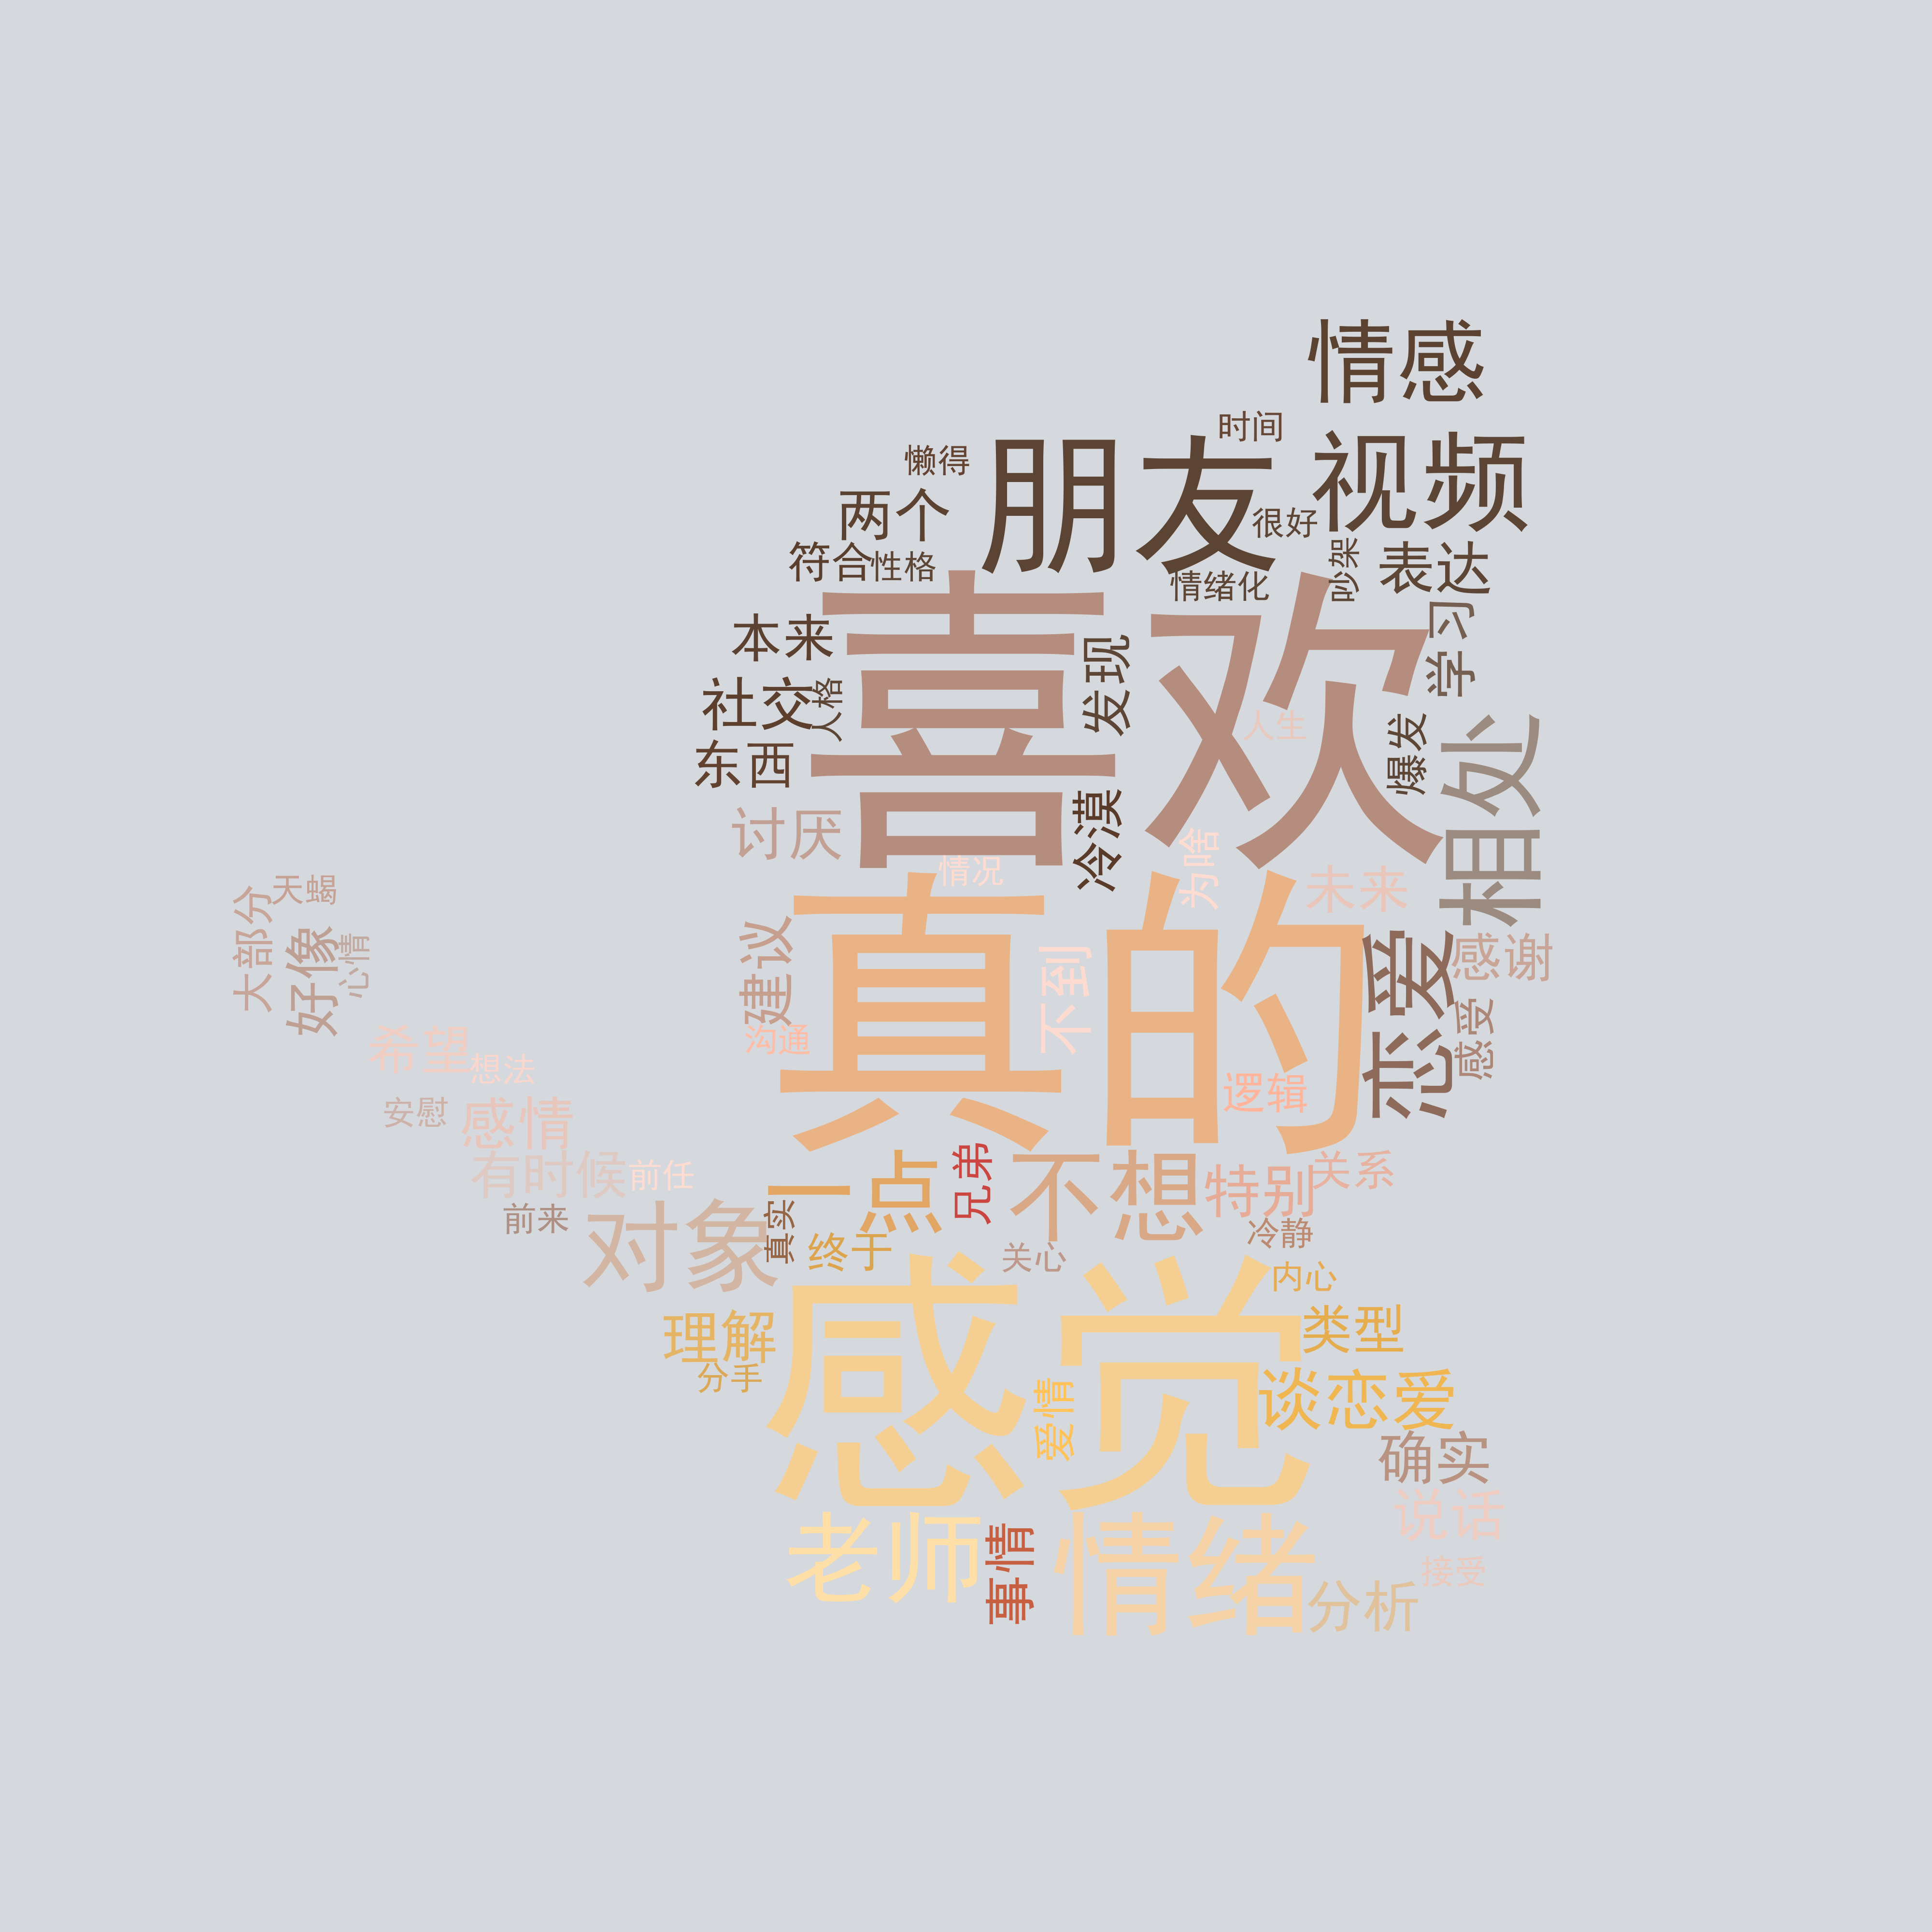 情感
时间
朋友
视频
懒得
两个
很好
符合
性格
情绪化
吵架
表达
喜欢
学习
本来
发现
社交
人格
人生
东西
爆发
相处
讨厌
冷漠
为啥
情况
未来
天蝎
大部分
好像
心情
真的
建议
不到
恋爱
感谢
沟通
感受
希望
想法
逻辑
安慰
感情
有时候
前任
一点
兄弟
不想
特别
关系
前来
对象
真实
终于
关心
冷静
感觉
内心
理解
类型
分手
爱情
谈恋爱
确实
老师
事情
情绪
说话
接受
分析